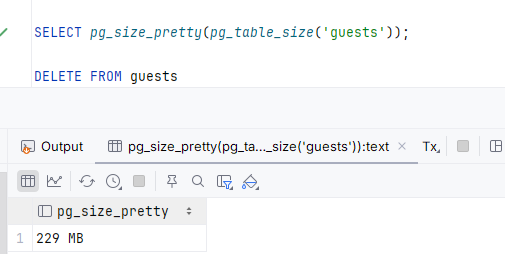 SELECT pg_size_pretty(pg_table_size('guests'));
DELETE FROM guests
Output
pg_size_pretty(pg_ta..._size('guests')):text
Tx
pg_size_pretty
1 229 MB